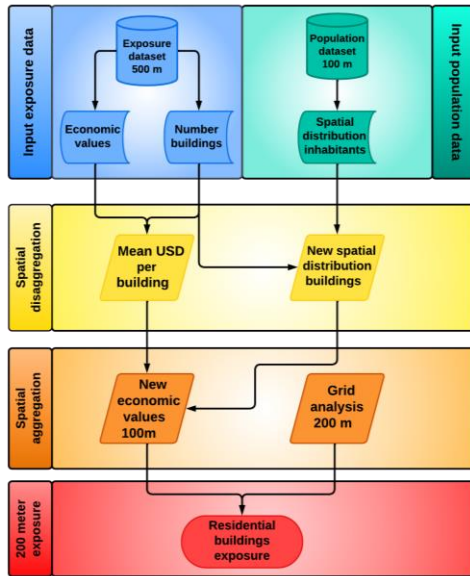 Input exposure data
Exposure
dataset
500 m
Economic
values
Number
buildings
Population
dataset
100 m
Spatial
distribution
inhabitants
Input population
data
Spatial
disaggregation
Mean USD
per
building
New spatial
distribution
buildings
Spatial
aggregation
New
economic
values
100m
Grid
analysis
200 m
200 meter
exposure
Residential
buildings
exposure